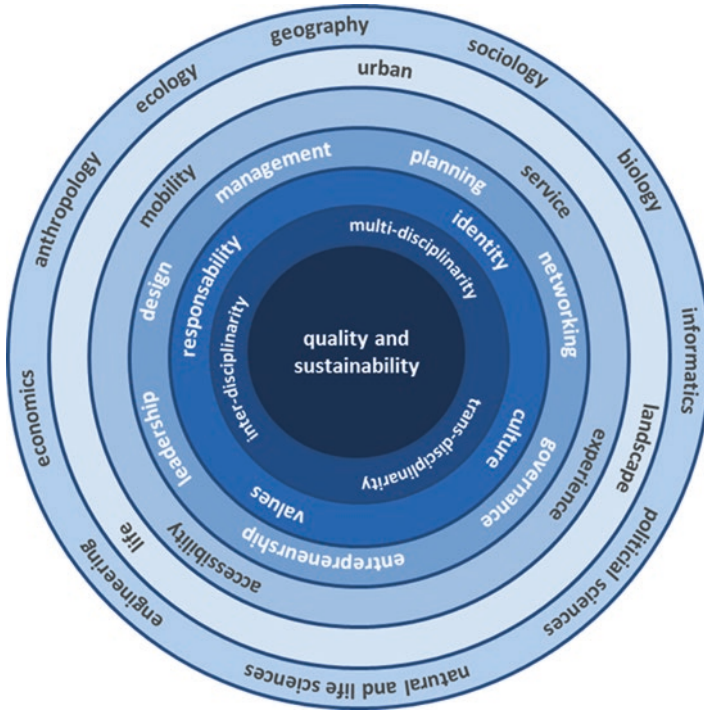 geography
sociology
biology
informatics
politicial sciences
natural and life sciences
engineering
economics
anthropology
ecology
urban
landscape
life
mobility
service
experience
accessibility
management
planning
networking
governance
entrepreneurship
leadership
design
responsability
identity
culture
values
multi-disciplinarity
trans-disciplinarity
inter-disciplinarity
quality and
sustainability